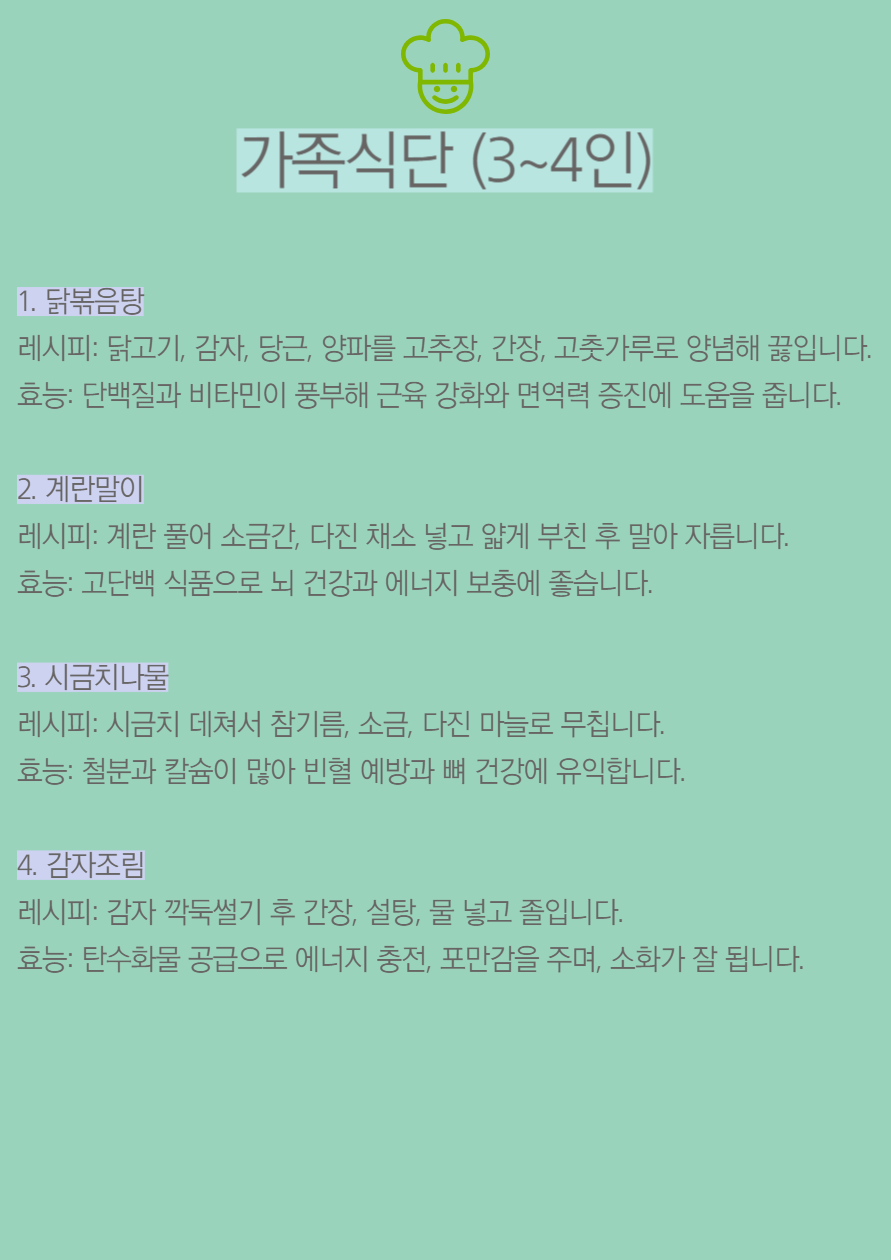 가족식단 (3~4인)
1. 닭볶음탕
레시피: 닭고기, 감자, 당근, 양파를 고추장, 간장, 고춧가루로 양념해 끓입니다.
효능: 단백질과 비타민이 풍부해 근육 강화와 면역력 증진에 도움을 줍니다.
2. 계란말이
레시피: 계란 풀어 소금간, 다진 채소 넣고 얇게 부친 후 말아 자릅니다.
효능: 고단백 식품으로 뇌 건강과 에너지 보충에 좋습니다.
3. 시금치나물
레시피: 시금치 데쳐서 참기름, 소금, 다진 마늘로 무칩니다.
효능: 철분과 칼슘이 많아 빈혈 예방과 뼈 건강에 유익합니다.
4. 감자조림
레시피: 감자 깍둑썰기 후 간장, 설탕, 물 넣고 졸입니다.
효능: 탄수화물 공급으로 에너지 충전, 포만감을 주며, 소화가 잘 됩니다.